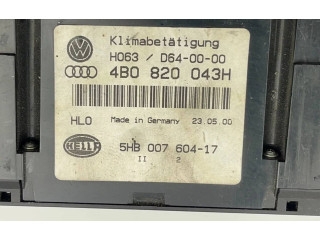 Klimabetätigung
H063 / D64-00-00
4B0 820 043H
HLO Made in Germany 23.05.00
HELLA 5HB 007 604-17
II 2